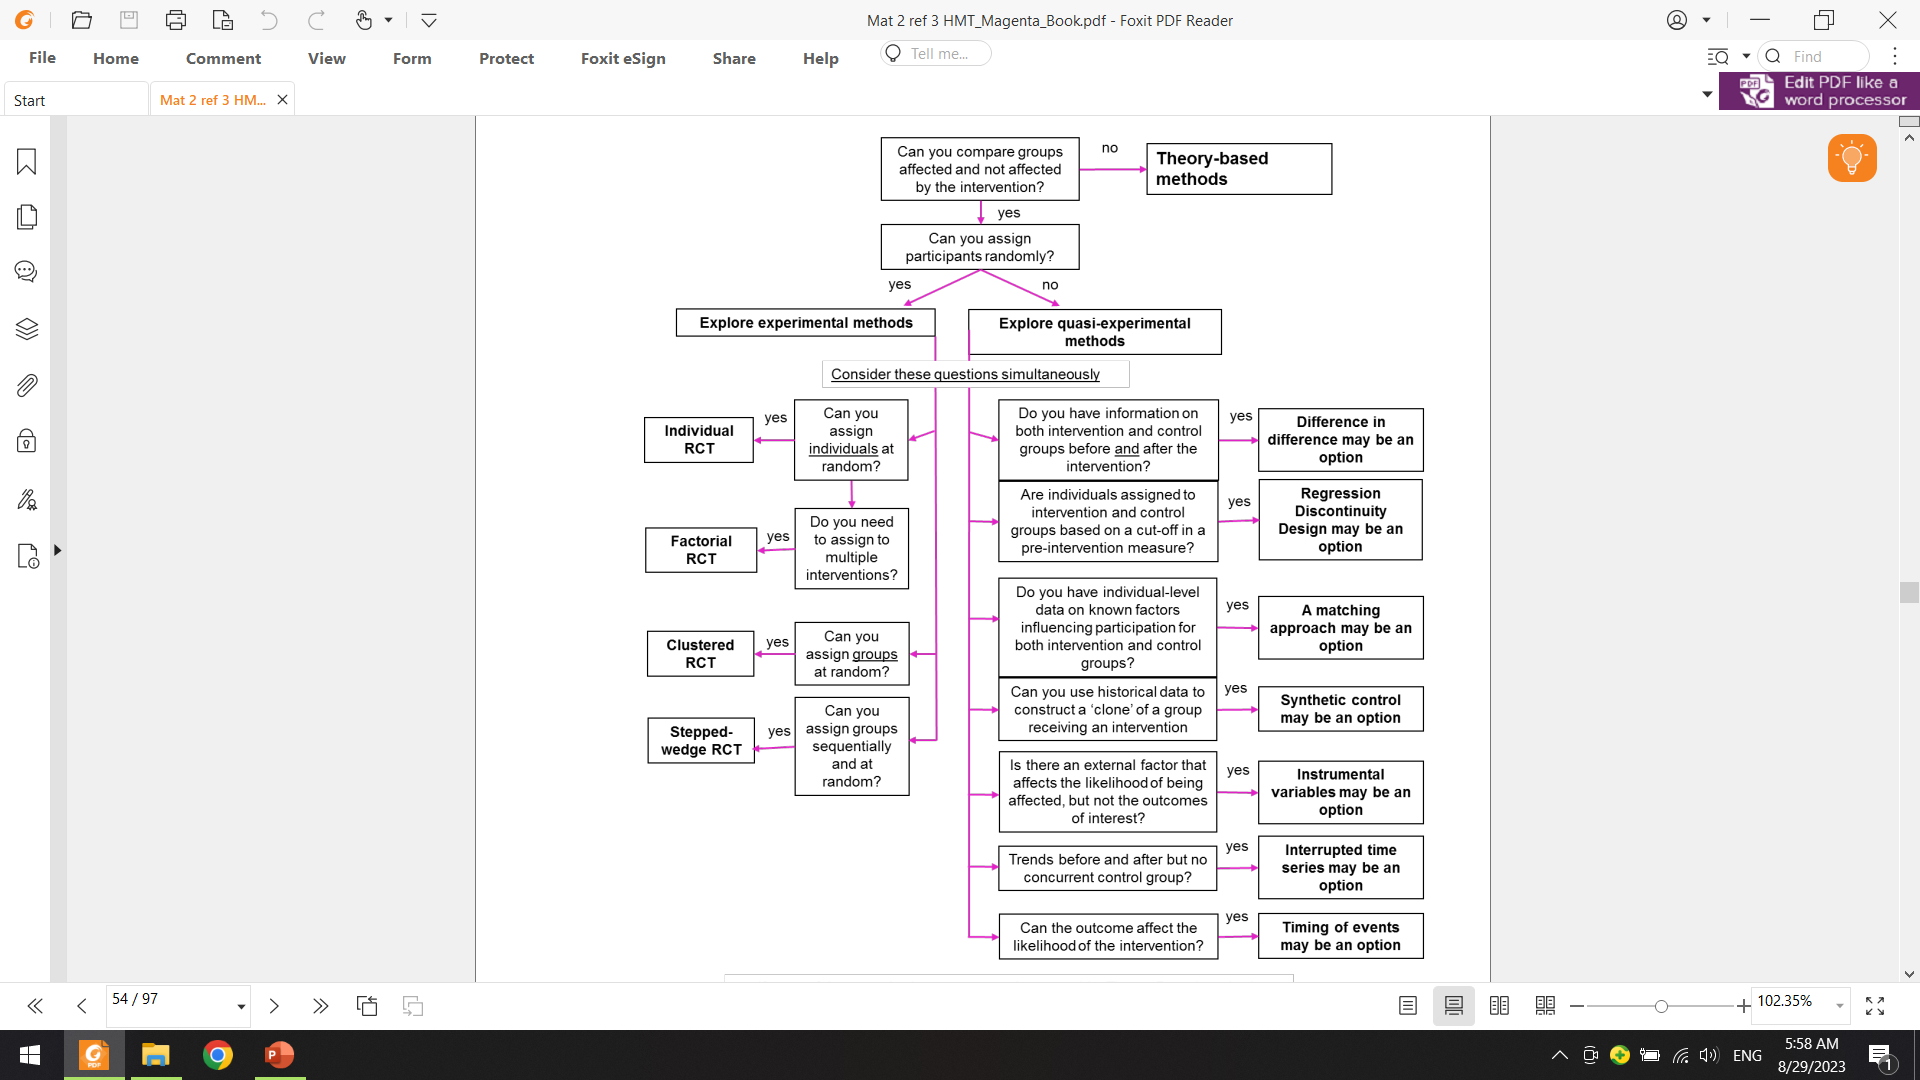 Mat 2 ref 3 HMT_Magenta_Book.pdf - Foxit PDF Reader
File
Home
Comment
View
Form
Protect
Foxit eSign
Share
Help
Tell me...
Find
Start
Mat 2 ref 3 HM...
PDF
Edit PDF like a
word processor
Can you compare groups
affected and not affected
by the intervention?
no
Theory-based
methods
yes
Can you assign
participants randomly?
yes
no
Explore experimental methods
Explore quasi-experimental
methods
Consider these questions simultaneously
Individual
RCT
yes
Can you
assign
individuals at
random?
Factorial
RCT
yes
Do you need
to assign to
multiple
interventions?
Clustered
RCT
yes
Can you
assign groups
at random?
Stepped-
wedge RCT
yes
Can you
assign groups
sequentially
and at
random?
Do you have information on
both intervention and control
groups before and after the
intervention?
yes
Difference in
difference may be an
option
Are individuals assigned to
intervention and control
groups based on a cut-off in a
pre-intervention measure?
yes
Regression
Discontinuity
Design may be an
option
Do you have individual-level
data on known factors
influencing participation for
both intervention and control
groups?
yes
A matching
approach may be an
option
Can you use historical data to
construct a ‘clone’ of a group
receiving an intervention
yes
Synthetic control
may be an option
Is there an external factor that
affects the likelihood of being
affected, but not the outcomes
of interest?
yes
Instrumental
variables may be an
option
Trends before and after but no
concurrent control group?
yes
Interrupted time
series may be an
option
Can the outcome affect the
likelihood of the intervention?
yes
Timing of events
may be an option
54 / 97
102.35%
PDF
P
ENG
5:58 AM
8/29/2023
1